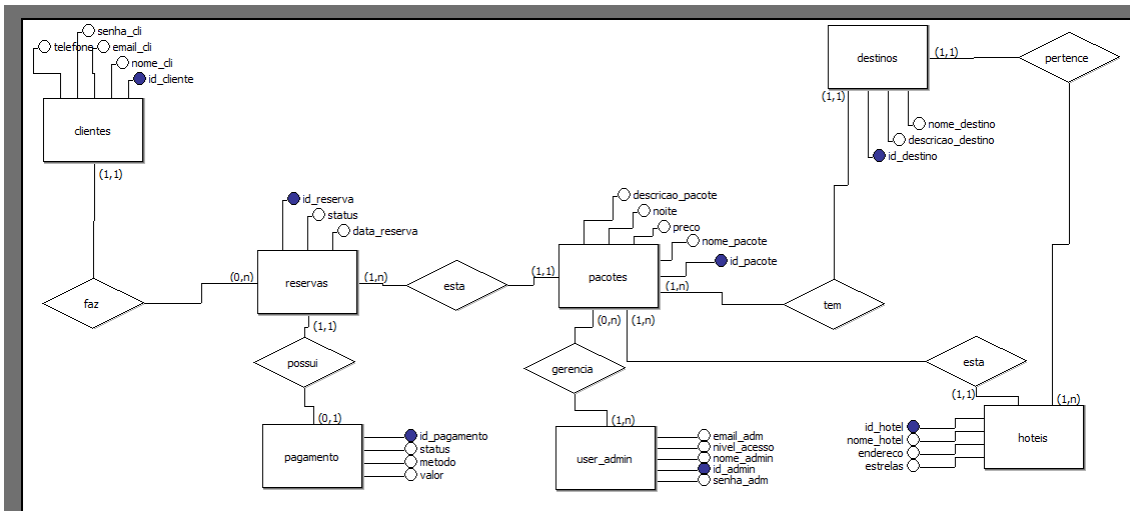 senha_cli
telefone
email_cli
nome_cli
id_cliente
clientes
(1,1)
destinos
(1,1)
pertence
(1,1)
nome_destino
descricao_destino
id_destino
id_reserva
status
data_reserva
descricao_pacote
noite
preco
nome_pacote
id_pacote
faz
(0,n)
reservas
(1,n)
esta
(1,1)
pacotes
(1,n)
tem
(1,1)
possui
(0,1)
(0,n)
(1,n)
gerencia
esta
(1,1)
(1,n)
pagamento
id_pagamento
status
metodo
valor
(1,n)
user_admin
email_adm
nivel_acesso
nome_admin
id_admin
senha_adm
id_hotel
nome_hotel
endereco
estrelas
hoteis